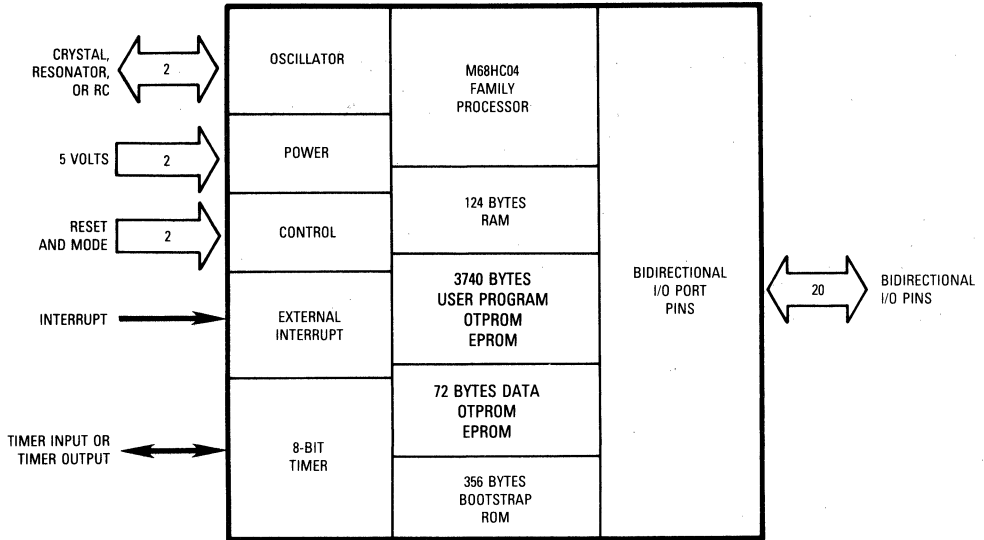 CRYSTAL,
RESONATOR,
OR RC
2
OSCILLATOR
5 VOLTS
2
POWER
RESET
AND MODE
2
CONTROL
INTERRUPT
EXTERNAL
INTERRUPT
TIMER INPUT OR
TIMER OUTPUT
8-BIT
TIMER
M68HC04
FAMILY
PROCESSOR
124 BYTES
RAM
3740 BYTES
USER PROGRAM
OTPROM
EPROM
72 BYTES DATA
OTPROM
EPROM
356 BYTES
BOOTSTRAP
ROM
BIDIRECTIONAL
I/O PORT
PINS
20
BIDIRECTIONAL
I/O PINS